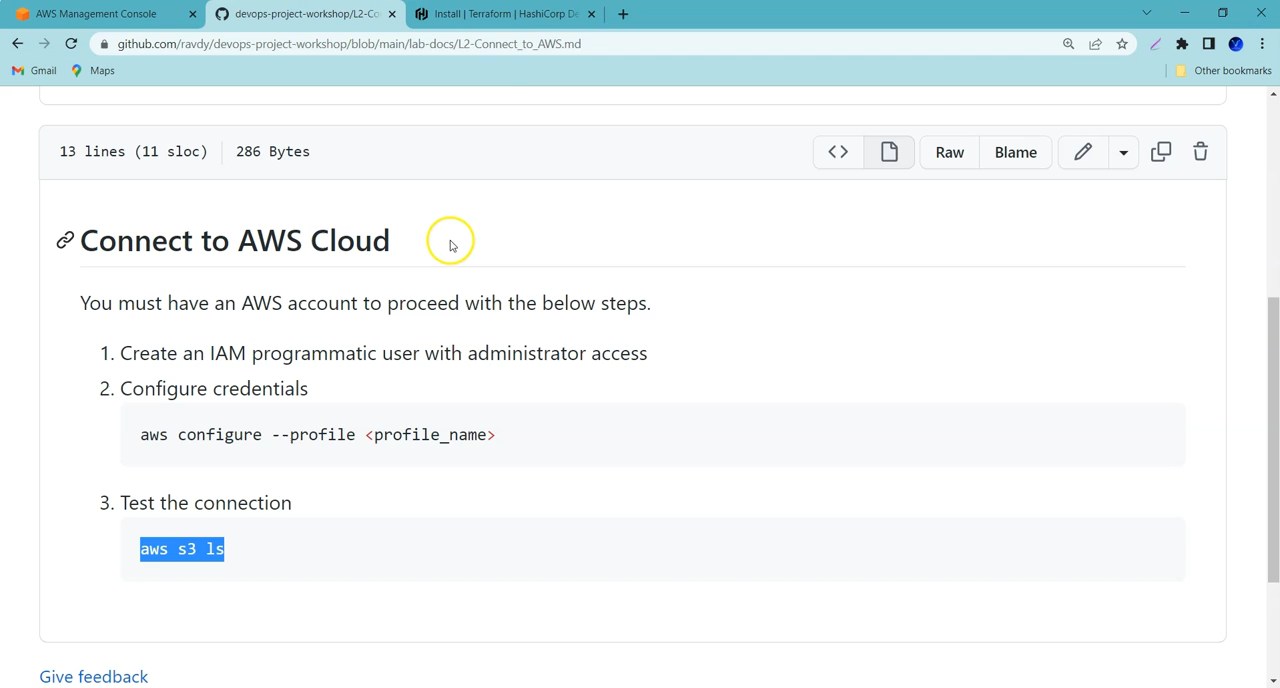 AWS Management Console
devops-project-workshop/L2-Co
Install | Terraform | HashiCorp De
github.com/ravdy/devops-project-workshop/blob/main/lab-docs/L2-Connect_to_AWS.md
Gmail
Maps
Other bookmarks
13 lines (11 sloc)
286 Bytes
Raw
Blame
Connect to AWS Cloud
You must have an AWS account to proceed with the below steps.
1. Create an IAM programmatic user with administrator access
2. Configure credentials
aws configure --profile <profile_name>
3. Test the connection
aws s3 ls
Give feedback